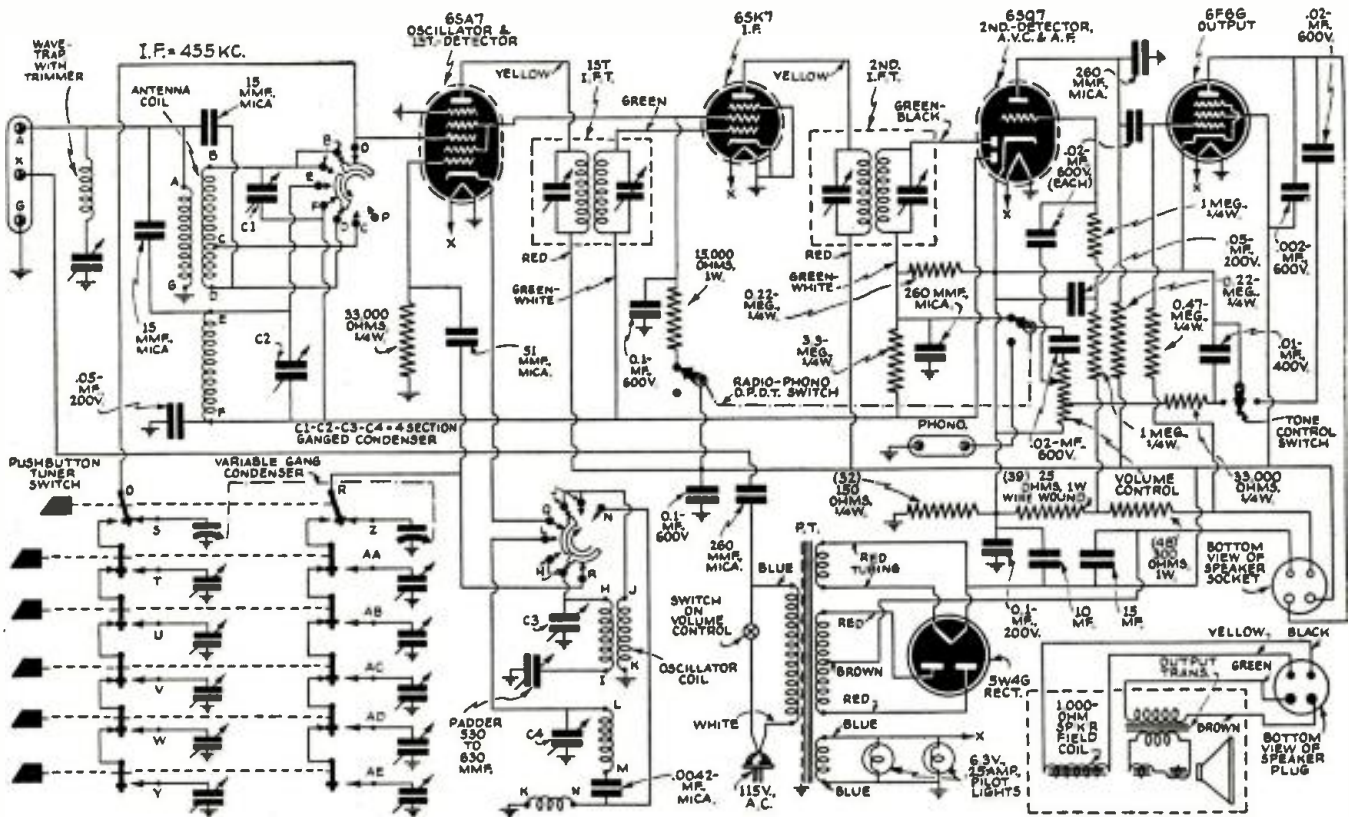 WAVE-
TRAP
WITH
TRIMMER
I.F. = 455 KC.
ANTENNA
COIL
15
MMF.
MICA
6SA7
OSCILLATOR &
1ST-DETECTOR
YELLOW
1ST
I.F.T.
GREEN
6SK7
I.F.
YELLOW
2ND.
I.F.T.
GREEN-
BLACK
6SQ7
2ND.-DETECTOR,
A.V.C. & A.F.
260
MMF.
MICA.
6F6G
OUTPUT
.02-
MF.
600V.
A
X
G
A
B
C
G
D
E
F
C1
C2
B
O
E
F
D
C
P
15
MMF.
MICA
.05-
MF.
200V.
33,000
OHMS
1/4W.
51
MMF.
MICA.
X
RED
GREEN-
WHITE
0.1-
MF.
600V.
15,000
OHMS,
1W.
X
RED
GREEN-
WHITE
0.22-
MEG.
1/4W.
260 MMF.
MICA.
3.3-
MEG.
1/4W.
X
.02-
MF.
600V.
(EACH)
1 MEG.
1/4W.
.05-
MF.
200V.
0.22-
MEG.
1/4W.
0.47-
MEG.
1/4W.
X
.002-
MF.
600V.
.01-
MF.
400V.
C1-C2-C3-C4 = 4 SECTION
GANGED CONDENSER
RADIO-PHONO
D.P.D.T. SWITCH
PHONO.
.02-MF.
600V.
1 MEG.
1/4W.
VOLUME
CONTROL
33,000
OHMS,
1/4W.
TONE
CONTROL
SWITCH
PUSHBUTTON
TUNER
SWITCH
VARIABLE GANG
CONDENSER
O
R
S
Z
T
AA
U
AB
V
AC
W
AD
Y
AE
N
H
R
C3
H
J
I
K
OSCILLATOR
COIL
PADDER
530
TO
630
MMF.
C4
L
M
K
N
.0042-
MF.
MICA.
0.1-
MF.
600V
260
MMF.
MICA.
SWITCH
ON
VOLUME
CONTROL
115V.,
A.C.
BLUE
WHITE
P.T.
RED
TUBING
RED
BROWN
RED
BLUE
BLUE
5W4G
RECT.
X
6.3V.,
.25AMP.
PILOT
LIGHTS
(32)
150
OHMS,
1/4W.
(39) 25
OHMS, 1W
WIRE WOUND
(48)
300
OHMS
1W.
0.1-
MF.
200V.
10
MF.
15
MF.
BOTTOM
VIEW OF
SPEAKER
SOCKET
YELLOW
BLACK
GREEN
OUTPUT
TRANS.
BROWN
1,000-
OHM
SPKR
FIELD
COIL
BOTTOM
VIEW OF
SPEAKER
PLUG